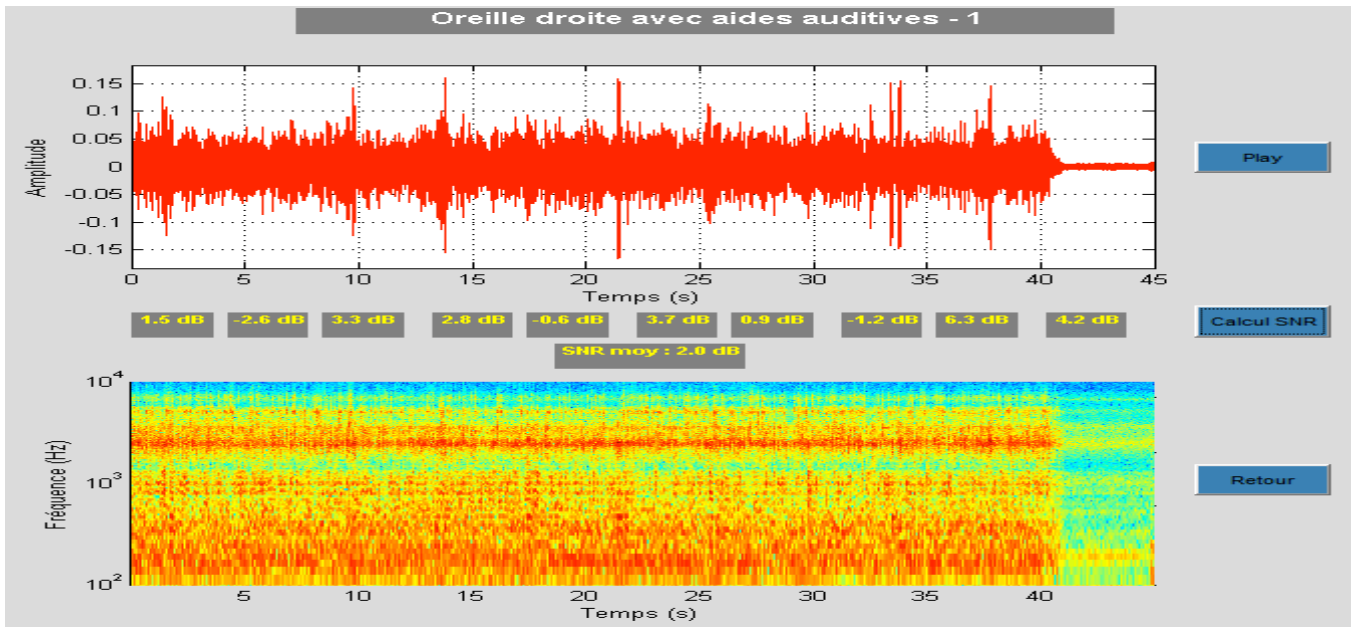 Oreille droite avec aides auditives - 1
0.15
0.1
0.05
0
-0.05
-0.1
-0.15
Amplitude
0 5 10 15 20 25 30 35 40 45
Temps (s)
Play
1.5 dB -2.6 dB 3.3 dB 2.8 dB -0.6 dB 3.7 dB 0.9 dB -1.2 dB 6.3 dB 4.2 dB
Calcul SNR
SNR moy : 2.0 dB
10⁴
10³
10²
Fréquence (Hz)
5 10 15 20 25 30 35 40
Temps (s)
Retour